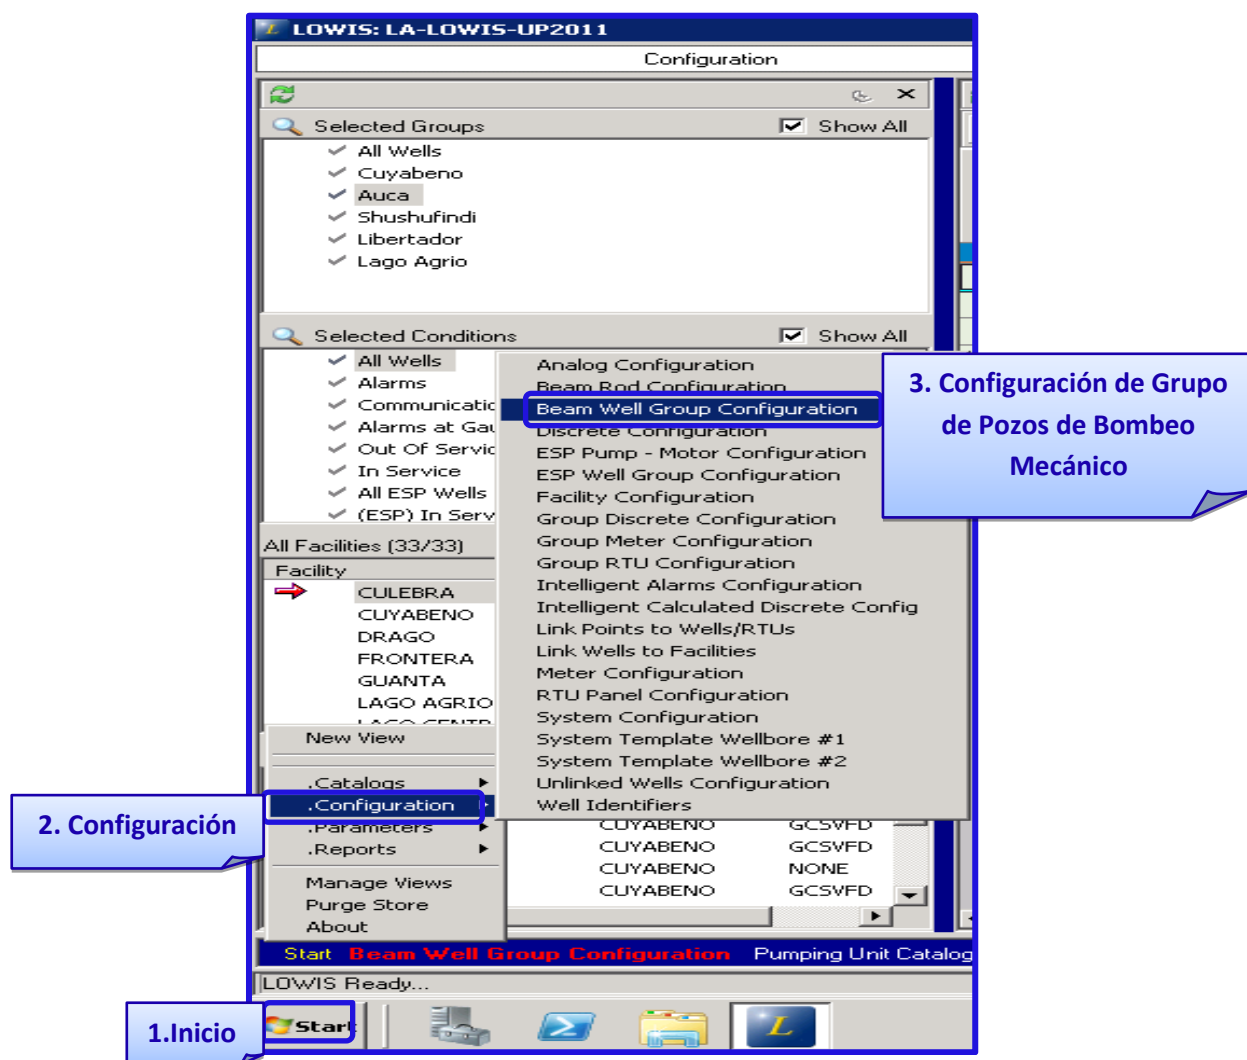 LOWIS: LA-LOWIS-UP2011
Configuration
Selected Groups
Show All
All Wells
Cuyabeno
Auca
Shushufindi
Libertador
Lago Agrio
Selected Conditions
Show All
All Wells
Alarms
Communicatic
Alarms at Gau
Out Of Servic
In Service
All ESP Wells
(ESP) In Serv
All Facilities (33/33)
Facility
CULEBRA
CUYABENO
DRAGO
FRONTERA
GUANTA
LAGO AGRIO
LAGO CENTR
Analog Configuration
Beam Rod Configuration
Beam Well Group Configuration
Discrete Configuration
ESP Pump - Motor Configuration
ESP Well Group Configuration
Facility Configuration
Group Discrete Configuration
Group Meter Configuration
Group RTU Configuration
Intelligent Alarms Configuration
Intelligent Calculated Discrete Config
Link Points to Wells/RTUs
Link Wells to Facilities
Meter Configuration
RTU Panel Configuration
System Configuration
System Template Wellbore #1
System Template Wellbore #2
Unlinked Wells Configuration
Well Identifiers
3. Configuración de Grupo
de Pozos de Bombeo
Mecánico
New View
.Catalogs
.Configuration
.Parameters
.Reports
Manage Views
Purge Store
About
2. Configuración
CUYABENO GCSVFD
CUYABENO GCSVFD
CUYABENO NONE
CUYABENO GCSVFD
Start Beam Well Group Configuration Pumping Unit Catalog
LOWIS Ready...
1.Inicio
Start
L